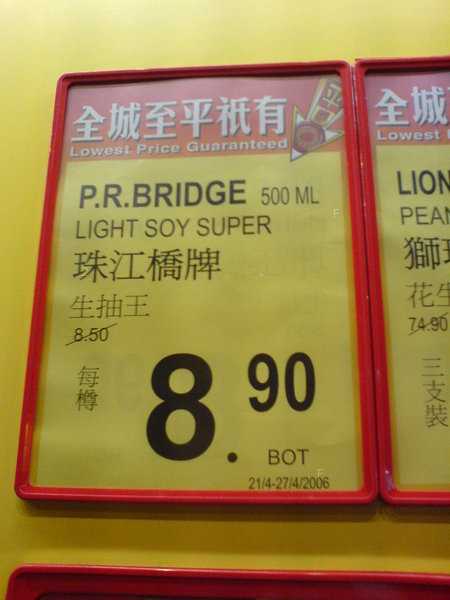 全城至平祇有
Lowest Price Guaranteed
P.R.BRIDGE 500 ML
LIGHT SOY SUPER
珠江橋牌
生抽王
8.50
每樽
8.90
BOT
21/4-27/4/2006
F
F
全城
Lowest
LION
PEAN
獅
花生
74.90
三支裝